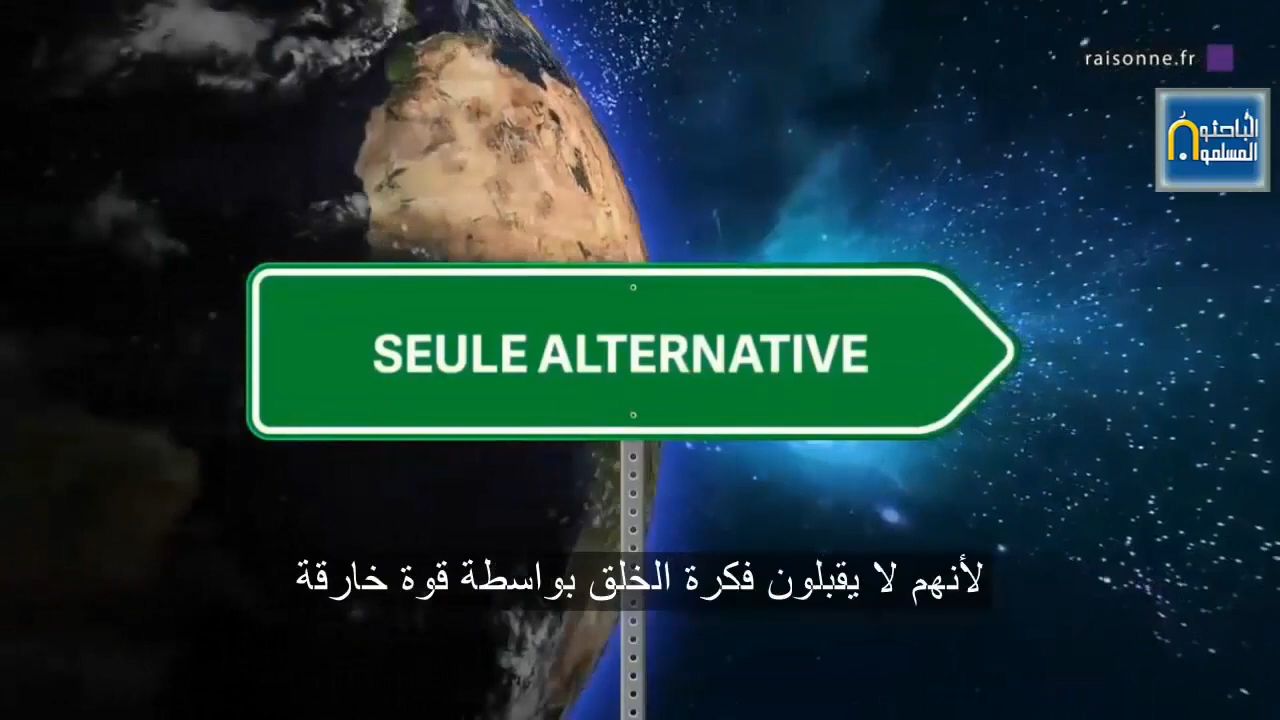 raisonne.fr
الباحثون
المسلمون
SEULE ALTERNATIVE
لأنهم لا يقبلون فكرة الخلق بواسطة قوة خارقة